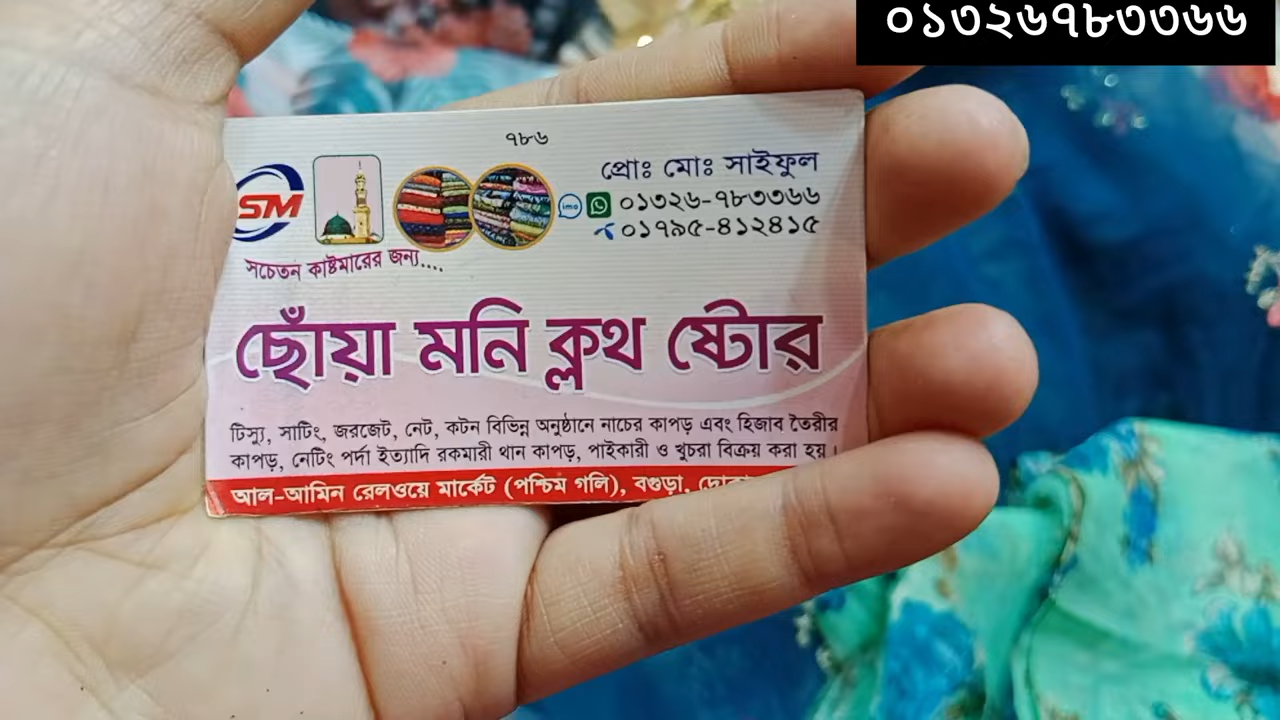 ০১৩২৬৭৮৩৩৬৬
৭৮৬
SM
প্রোঃ মোঃ সাইফুল
imo ০১৩২৬-৭৮৩৩৬৬
০১৭৯৫-৪১২৪১৫
সচেতন কাষ্টমারের জন্য....
ছোঁয়া মনি ক্লথ ষ্টোর
টিস্যু, সাটিং, জরজেট, নেট, কটন বিভিন্ন অনুষ্ঠানে নাচের কাপড় এবং হিজাব তৈরীর
কাপড়, নেটিং পর্দা ইত্যাদি রকমারী থান কাপড়, পাইকারী ও খুচরা বিক্রয় করা হয়।
আল-আমিন রেলওয়ে মার্কেট (পশ্চিম গলি), বগুড়া,